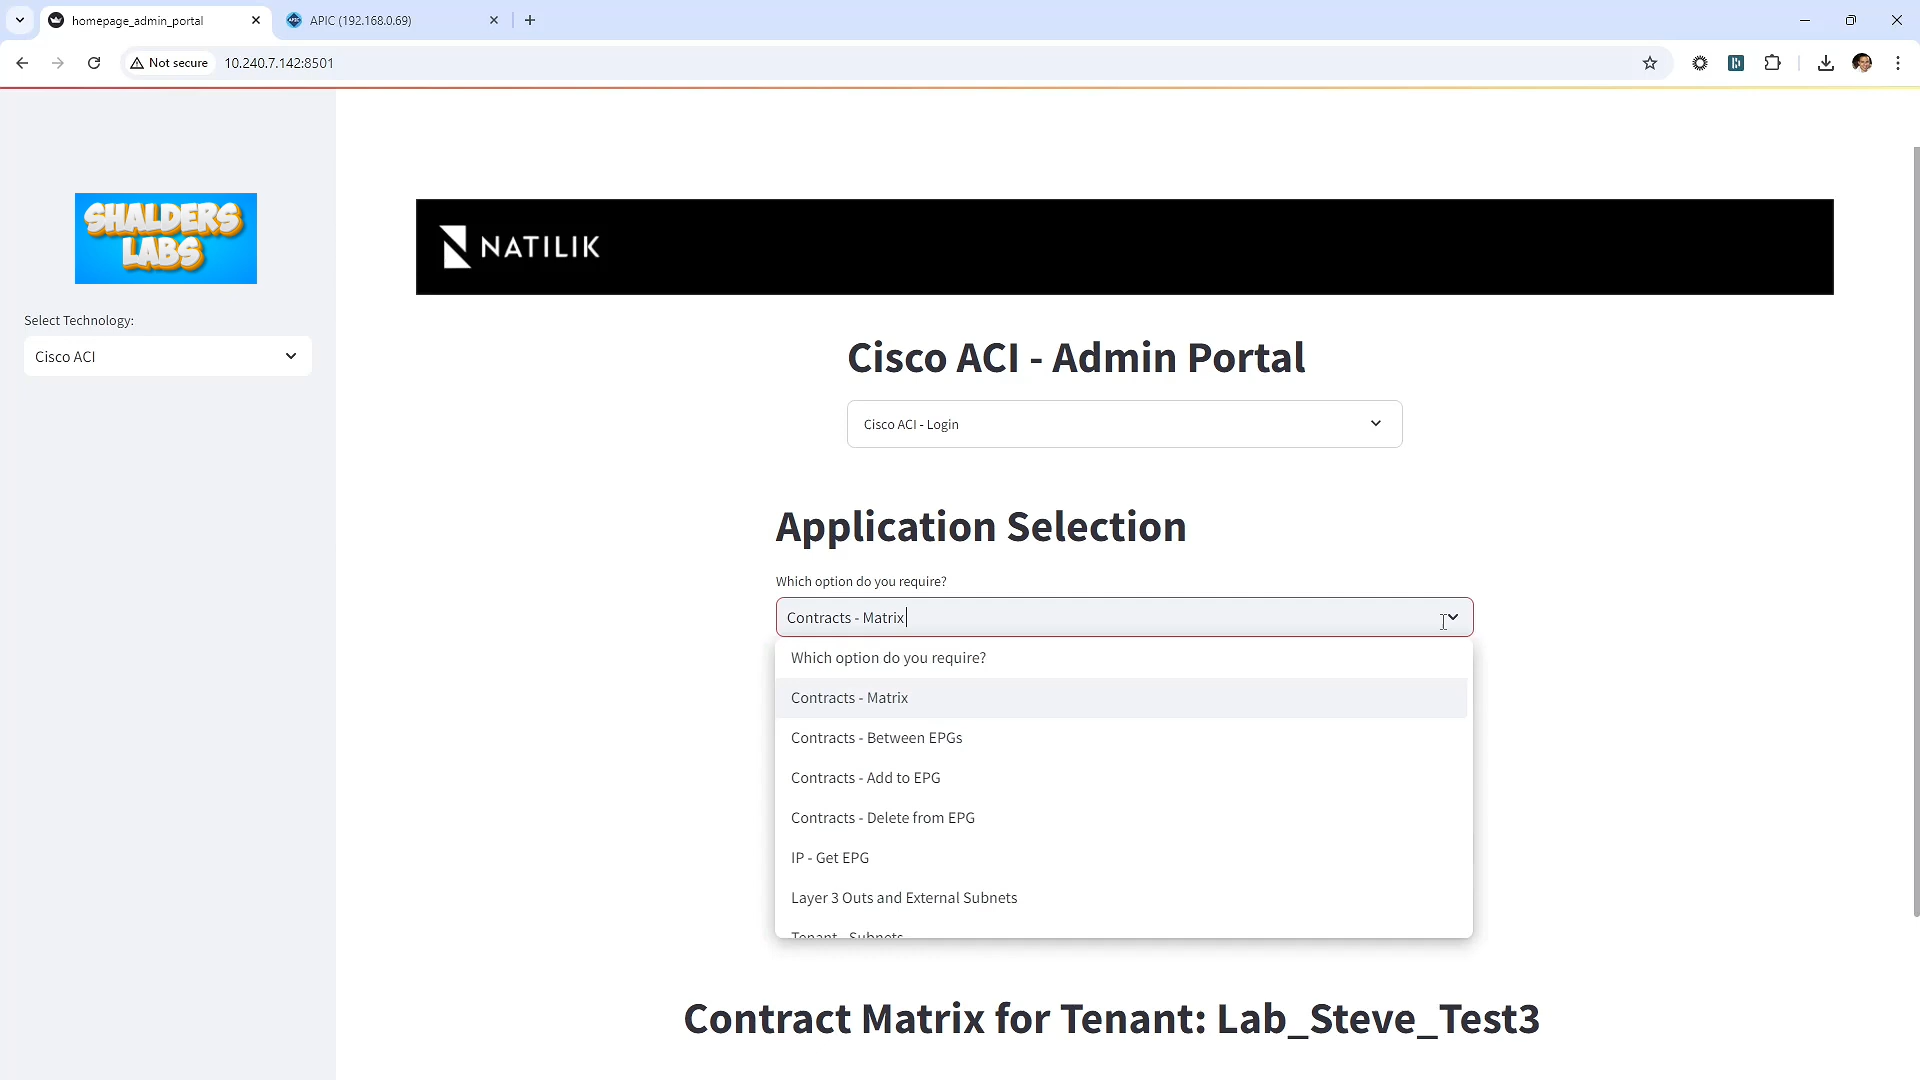 homepage_admin_portal
APIC (192.168.0.69)
Not secure
10.240.7.142:8501
SHALDERS
LABS
Select Technology:
Cisco ACI
NATILIK
Cisco ACI - Admin Portal
Cisco ACI - Login
Application Selection
Which option do you require?
Contracts - Matrix
Which option do you require?
Contracts - Matrix
Contracts - Between EPGs
Contracts - Add to EPG
Contracts - Delete from EPG
IP - Get EPG
Layer 3 Outs and External Subnets
Tenant - Subnets
Contract Matrix for Tenant: Lab_Steve_Test3